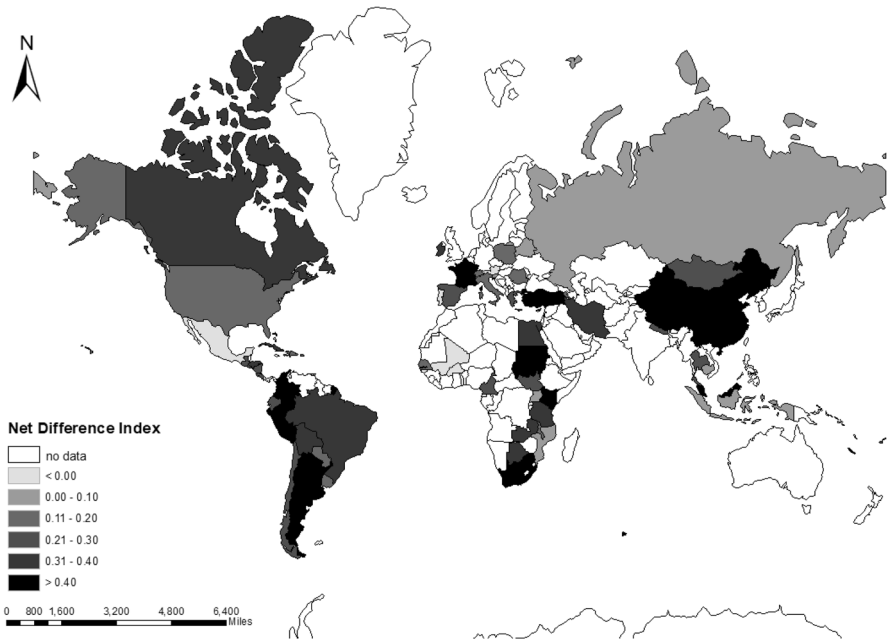 N
Net Difference Index
no data
< 0.00
0.00 - 0.10
0.11 - 0.20
0.21 - 0.30
0.31 - 0.40
> 0.40
0 800 1,600 3,200 4,800 6,400
Miles